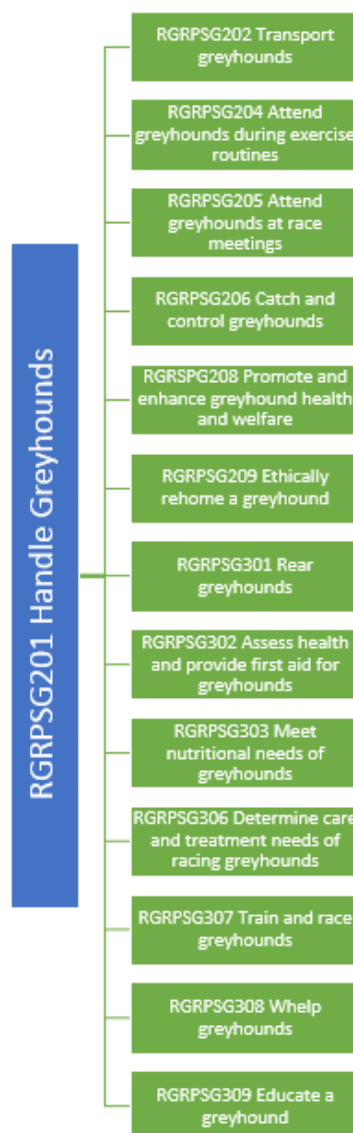 RGRPSG201 Handle Greyhounds
RGRPSG202 Transport
greyhounds
RGRPSG204 Attend
greyhounds during exercise
routines
RGRPSG205 Attend
greyhounds at race
meetings
RGRPSG206 Catch and
control greyhounds
RGRSPG208 Promote and
enhance greyhound health
and welfare
RGRPSG209 Ethically
rehome a greyhound
RGRPSG301 Rear
greyhounds
RGRPSG302 Assess health
and provide first aid for
greyhounds
RGRPSG303 Meet
nutritional needs of
greyhounds
RGRPSG306 Determine care
and treatment needs of
racing greyhounds
RGRPSG307 Train and race
greyhounds
RGRPSG308 Whelp
greyhounds
RGRPSG309 Educate a
greyhound